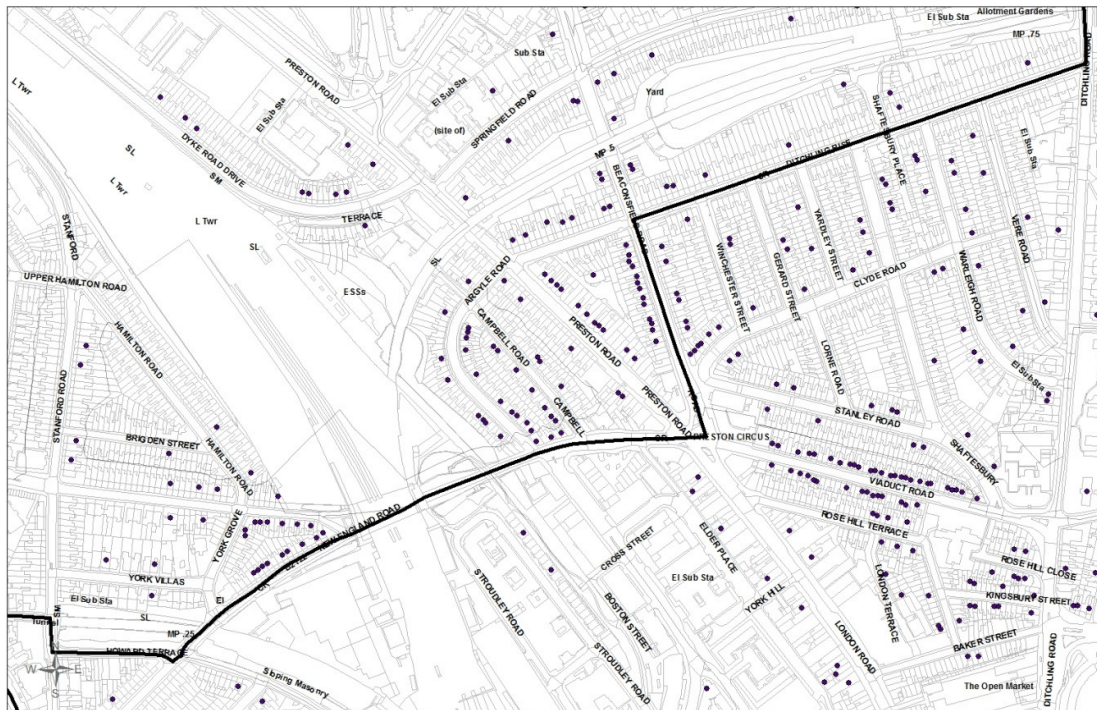 El Sub Sta
Allotment Gardens
MP .75
DITCHLING ROAD
Sub Sta
PRESTON ROAD
El Sub Sta
El Sub Sta
(site of)
SPRINGFIELD ROAD
Yard
L Twr
SL
DYKE ROAD DRIVE
SM
L Twr
MP .5
SHAFTESBURY PLACE
El Sub Sta
DITCHLING RISE
BEACONSFIELD ROAD
TERRACE
L Twr
SL
STANFORD
SL
ARGYLE ROAD
YARDLEY STREET
VERE ROAD
WINCHESTER STREET
GERARD STREET
CLYDE ROAD
WARLEIGH ROAD
UPPER HAMILTON ROAD
ESSs
HAMILTON ROAD
CAMPBELL ROAD
PRESTON ROAD
LORNE ROAD
El Sub Sta
STANFORD ROAD
CAMPBELL
PRESTON ROAD
STANLEY ROAD
BRIGDEN STREET
HAMILTON ROAD
CR
PRESTON CIRCUS
SHAFTESBURY
VIADUCT ROAD
YORK GROVE
NEW ENGLAND ROAD
ROSE HILL TERRACE
CROSS STREET
ELDER PLACE
ROSE HILL CLOSE
YORK VILLAS
CR
El Sub Sta
YORK HILL
LONDON TERRACE
KINGSBURY STREET
El Sub Sta
El
SM
SL
STROUDLEY ROAD
BOSTON STREET
Tunnel
MP .25
LONDON ROAD
BAKER STREET
HOWARD TERRACE
W E
S
Sloping Masonry
STROUDLEY ROAD
The Open Market
DITCHLING ROAD